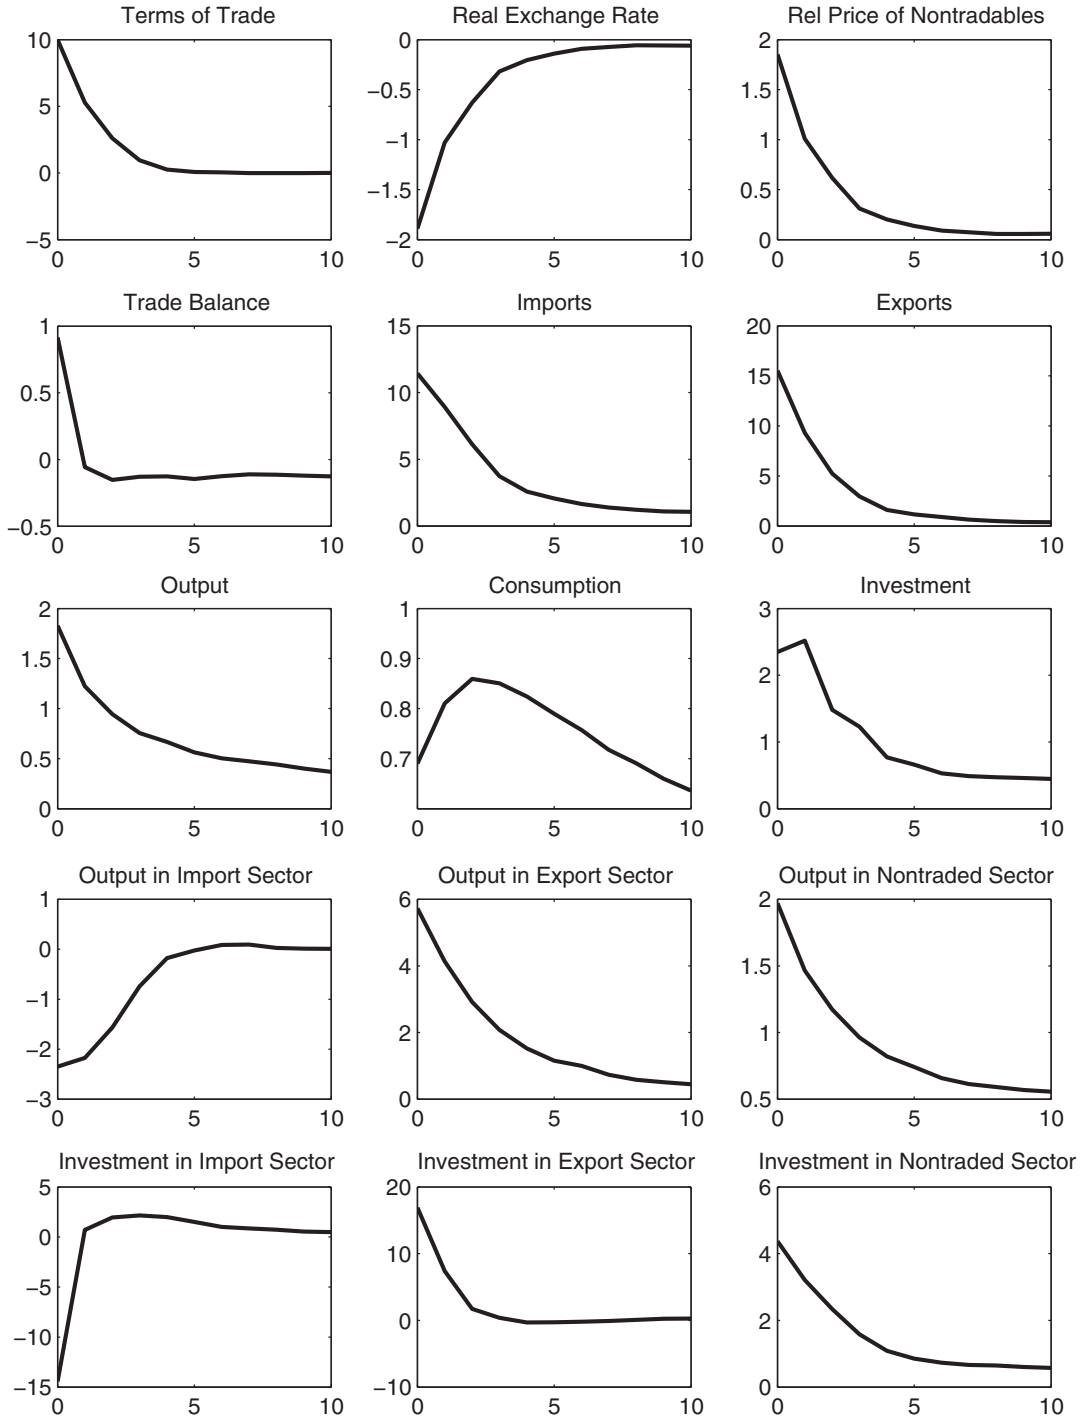 Terms of Trade
10
5
0
−5
0 5 10
Real Exchange Rate
0
−0.5
−1
−1.5
−2
0 5 10
Rel Price of Nontradables
2
1.5
1
0.5
0
0 5 10
Trade Balance
1
0.5
0
−0.5
0 5 10
Imports
15
10
5
0
0 5 10
Exports
20
15
10
5
0
0 5 10
Output
2
1.5
1
0.5
0
0 5 10
Consumption
1
0.9
0.8
0.7
0 5 10
Investment
3
2
1
0
0 5 10
Output in Import Sector
1
0
−1
−2
−3
0 5 10
Output in Export Sector
6
4
2
0
0 5 10
Output in Nontraded Sector
2
1.5
1
0.5
0 5 10
Investment in Import Sector
5
0
−5
−10
−15
0 5 10
Investment in Export Sector
20
10
0
−10
0 5 10
Investment in Nontraded Sector
6
4
2
0
0 5 10